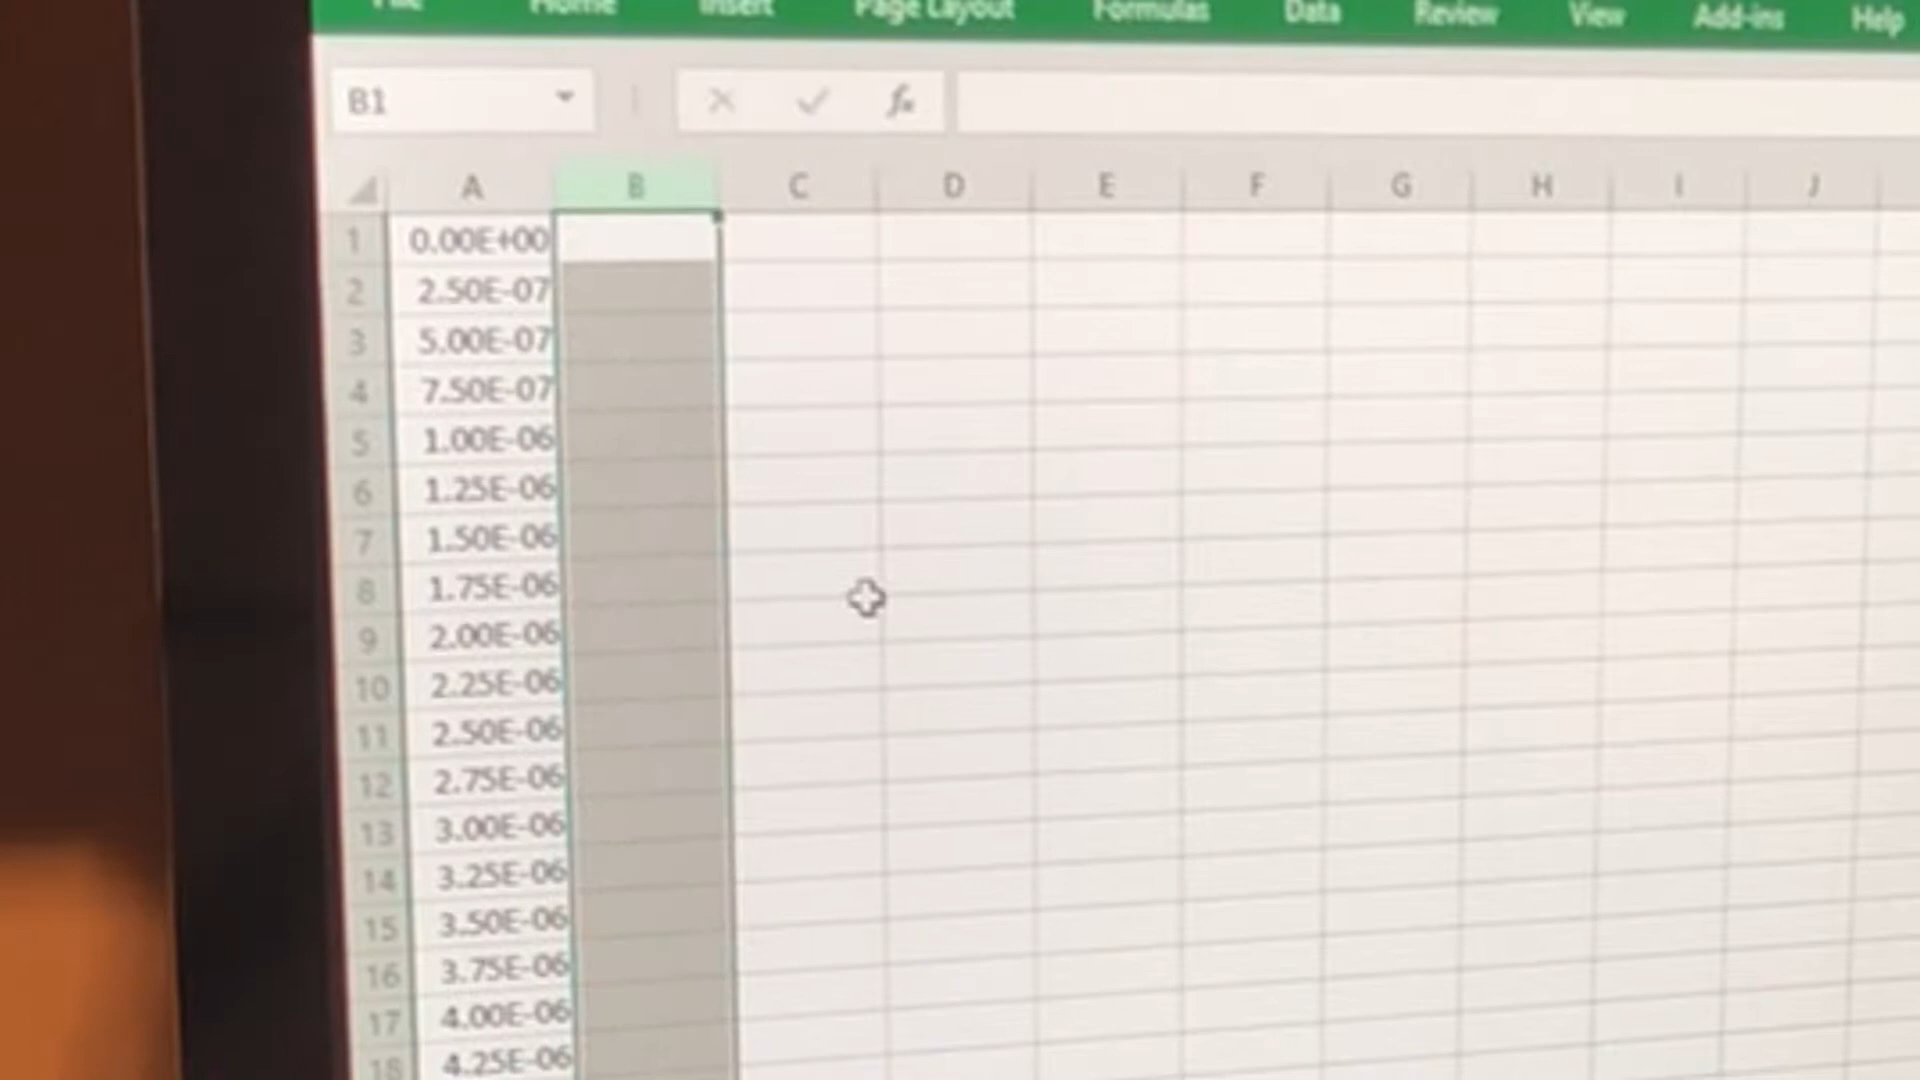 File Home Insert Page Layout Formulas Data Review View Add-ins Help
B1 fx
A B C D E F G H I J
1 0.00E+00
2 2.50E-07
3 5.00E-07
4 7.50E-07
5 1.00E-06
6 1.25E-06
7 1.50E-06
8 1.75E-06
9 2.00E-06
10 2.25E-06
11 2.50E-06
12 2.75E-06
13 3.00E-06
14 3.25E-06
15 3.50E-06
16 3.75E-06
17 4.00E-06
18 4.25E-06